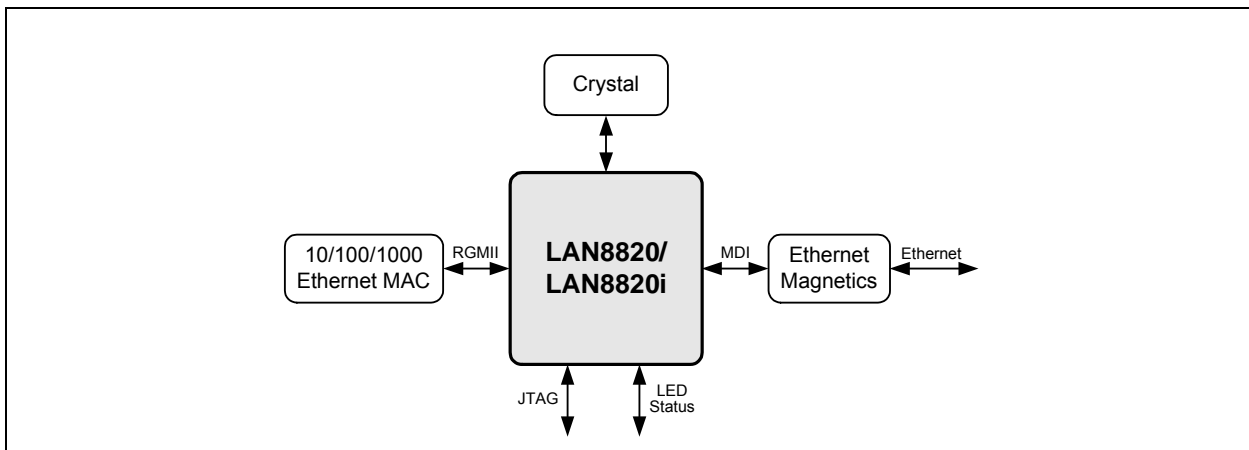 Crystal
10/100/1000
Ethernet MAC
RGMII
LAN8820/
LAN8820i
MDI
Ethernet
Magnetics
Ethernet
JTAG
LED
Status